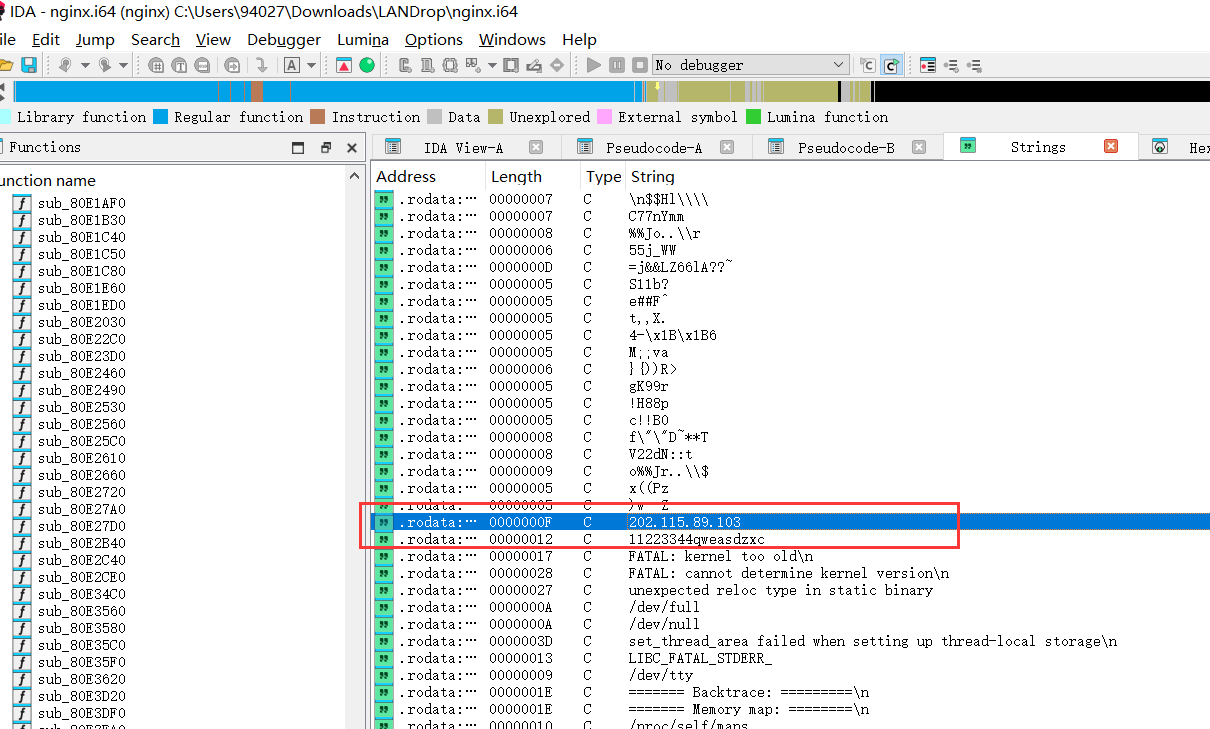 IDA - nginx.i64 (nginx) C:\Users\94027\Downloads\LANDrop\nginx.i64
ile Edit Jump Search View Debugger Lumina Options Windows Help
No debugger
Library function Regular function Instruction Data Unexplored External symbol Lumina function
Functions
IDA View-A Pseudocode-A Pseudocode-B Strings Hex
unction name
Address Length Type String
sub_80E1AF0
sub_80E1B30
sub_80E1C40
sub_80E1C50
sub_80E1C80
sub_80E1E60
sub_80E1ED0
sub_80E2030
sub_80E22C0
sub_80E23D0
sub_80E2460
sub_80E2490
sub_80E2530
sub_80E2560
sub_80E25C0
sub_80E2610
sub_80E2660
sub_80E2720
sub_80E27A0
sub_80E27D0
sub_80E2B40
sub_80E2C40
sub_80E2CE0
sub_80E34C0
sub_80E3560
sub_80E3580
sub_80E35C0
sub_80E35F0
sub_80E3620
sub_80E3D20
sub_80E3DF0
.rodata:… 00000007 C \n$$Hl\\\\
.rodata:… 00000007 C C77nYmm
.rodata:… 00000008 C %%Jo..\\r
.rodata:… 00000006 C 55j_WW
.rodata:… 0000000D C =j&&LZ66lA??~
.rodata:… 00000005 C S11b?
.rodata:… 00000005 C e##F^
.rodata:… 00000005 C t,,X.
.rodata:… 00000005 C 4-\x1B\x1B6
.rodata:… 00000005 C M;;va
.rodata:… 00000006 C }{))R>
.rodata:… 00000005 C gK99r
.rodata:… 00000005 C !H88p
.rodata:… 00000005 C c!!B0
.rodata:… 00000008 C f\"\"D~**T
.rodata:… 00000008 C V22dN::t
.rodata:… 00000009 C o%%Jr..\\$
.rodata:… 00000005 C x((Pz
.rodata:… 00000005 C
.rodata:… 0000000F C 202.115.89.103
.rodata:… 00000012 C 11223344qweasdzxc
.rodata:… 00000017 C FATAL: kernel too old\n
.rodata:… 00000028 C FATAL: cannot determine kernel version\n
.rodata:… 00000027 C unexpected reloc type in static binary
.rodata:… 0000000A C /dev/full
.rodata:… 0000000A C /dev/null
.rodata:… 0000003D C set_thread_area failed when setting up thread-local storage\n
.rodata:… 00000013 C LIBC_FATAL_STDERR_
.rodata:… 00000009 C /dev/tty
.rodata:… 0000001E C ======= Backtrace: =========\n
.rodata:… 0000001E C ======= Memory map: ========\n
.rodata:… 00000010 C /proc/self/maps